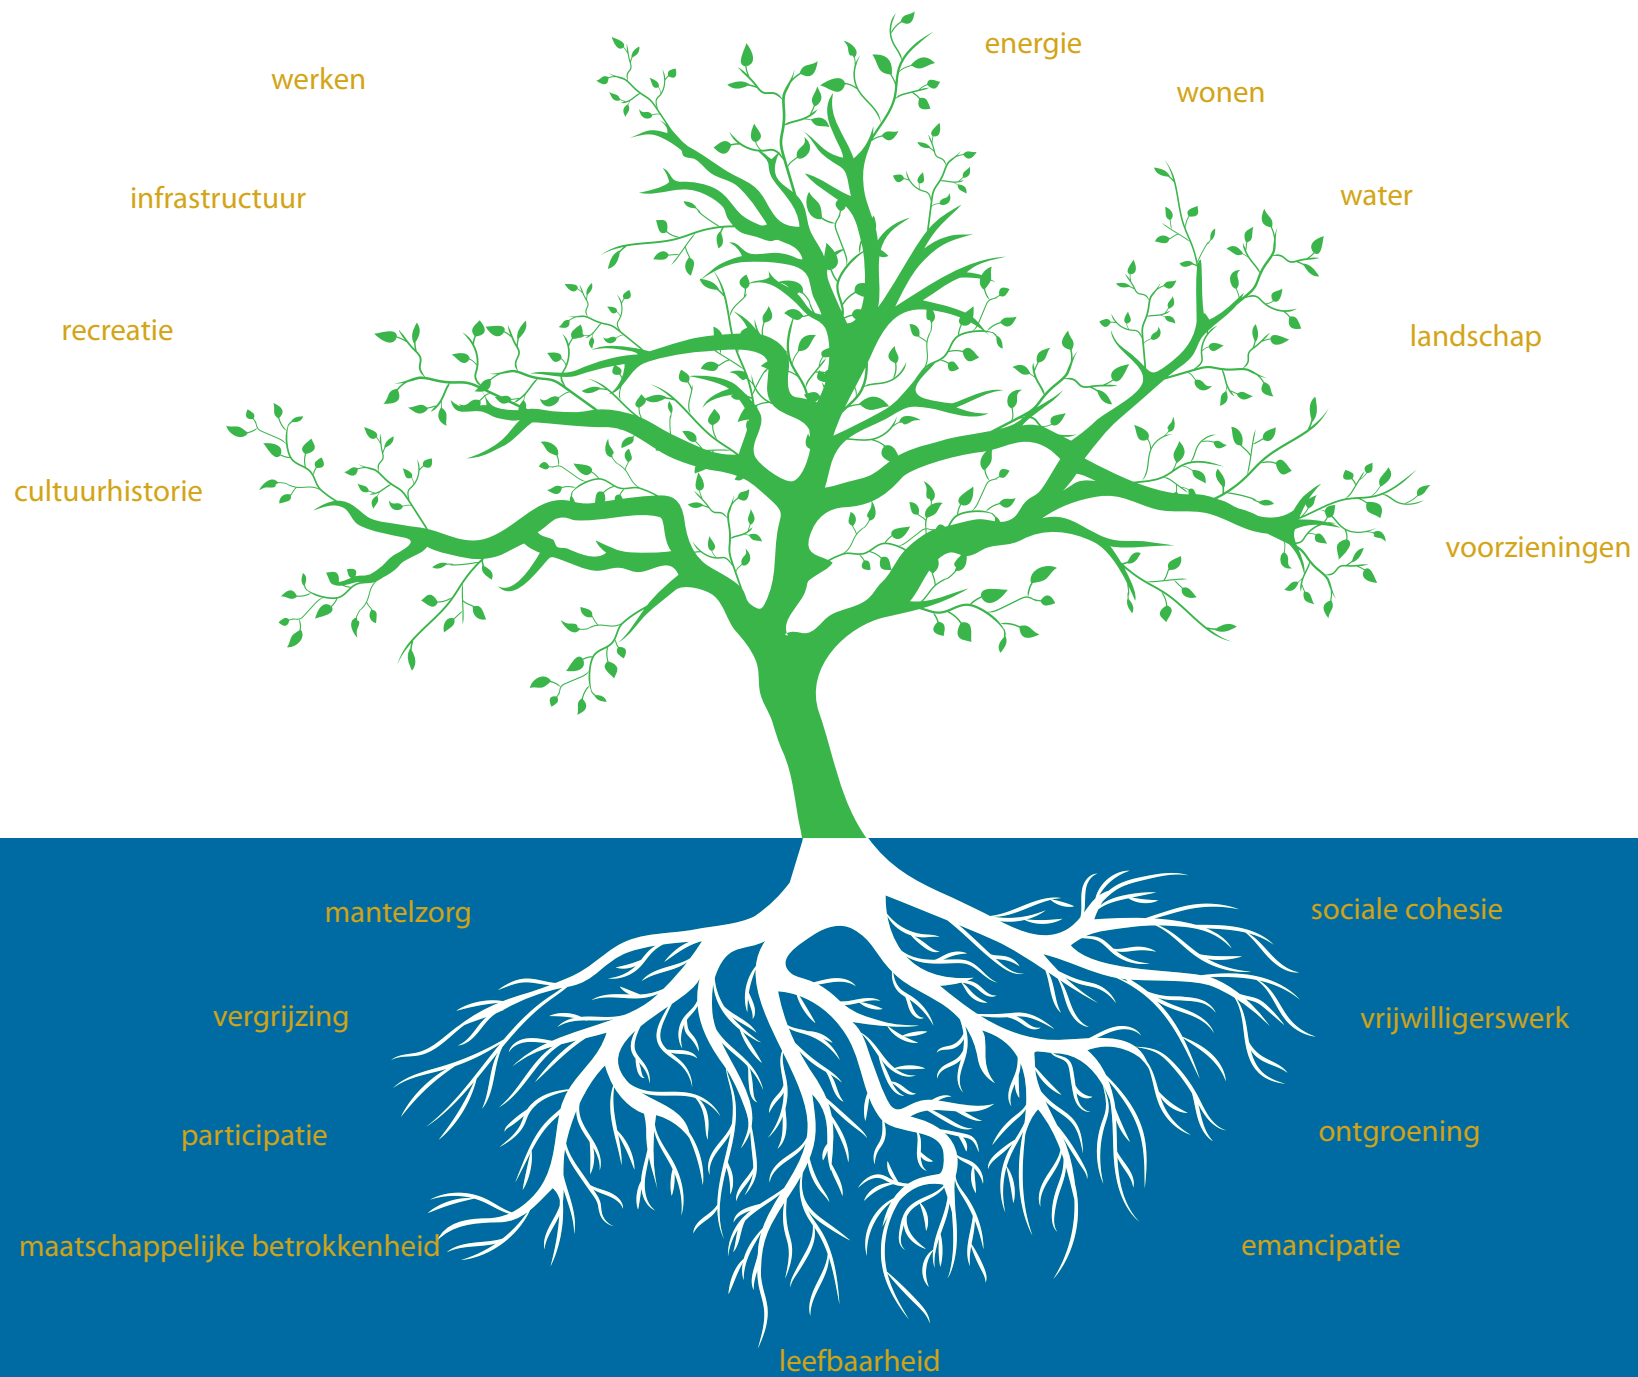 energie
werken
wonen
infrastructuur
water
recreatie
landschap
cultuurhistorie
voorzieningen
mantelzorg
sociale cohesie
vergrijzing
vrijwilligerswerk
participatie
ontgroening
maatschappelijke betrokkenheid
emancipatie
leefbaarheid